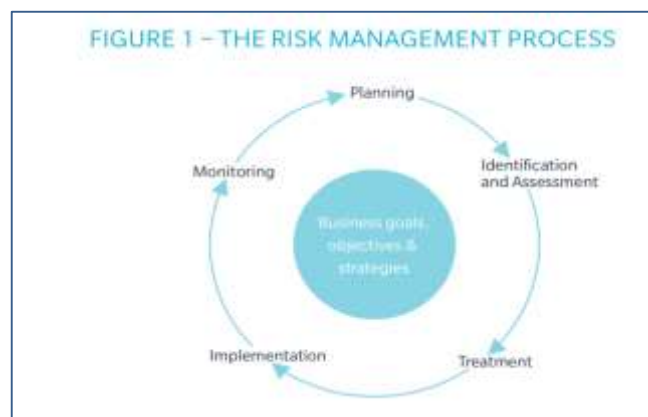 FIGURE 1 – THE RISK MANAGEMENT PROCESS
Planning
Identification
and Assessment
Treatment
Implementation
Monitoring
Business goals,
objectives &
strategies